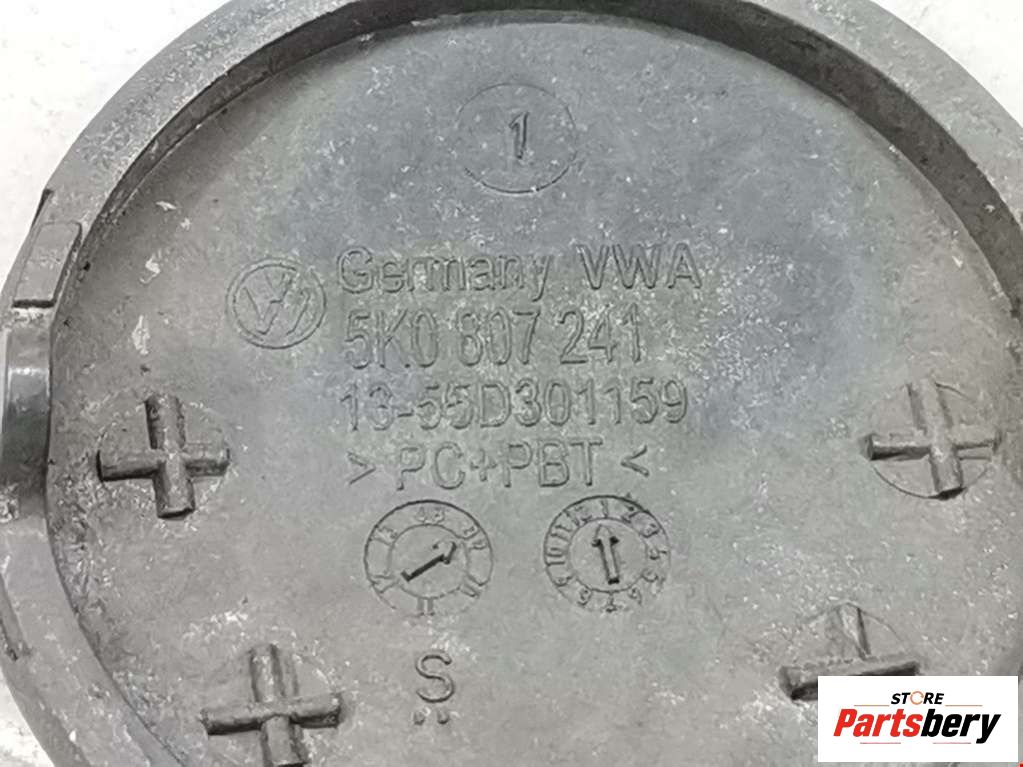 1
Germany VWA
5K0 807 241
13-55D301159
> PC+PBT <
S
STORE
Partsbery